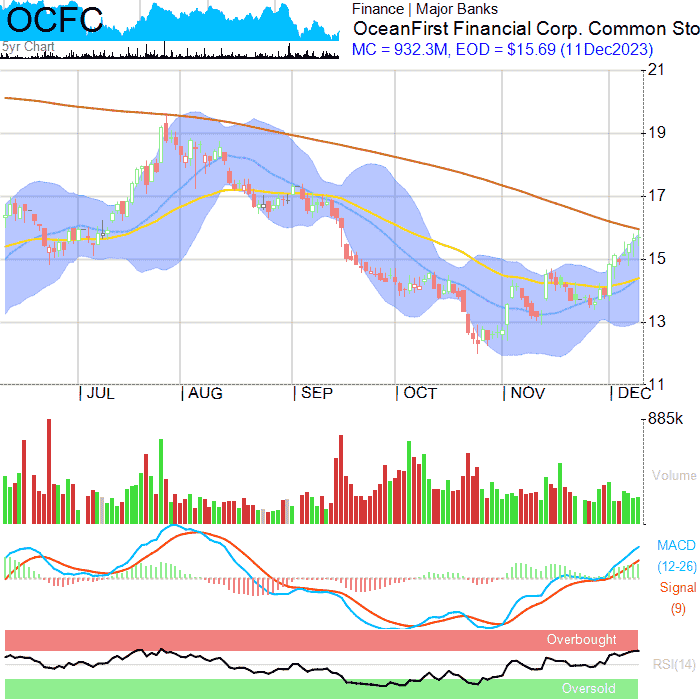 OCFC
5yr Chart
Finance | Major Banks
OceanFirst Financial Corp. Common Sto
MC = 932.3M, EOD = $15.69 (11Dec2023)
21
19
17
15
13
11
JUL AUG SEP OCT NOV DEC
885k
Volume
MACD
(12-26)
Signal
(9)
Overbought
RSI(14)
Oversold